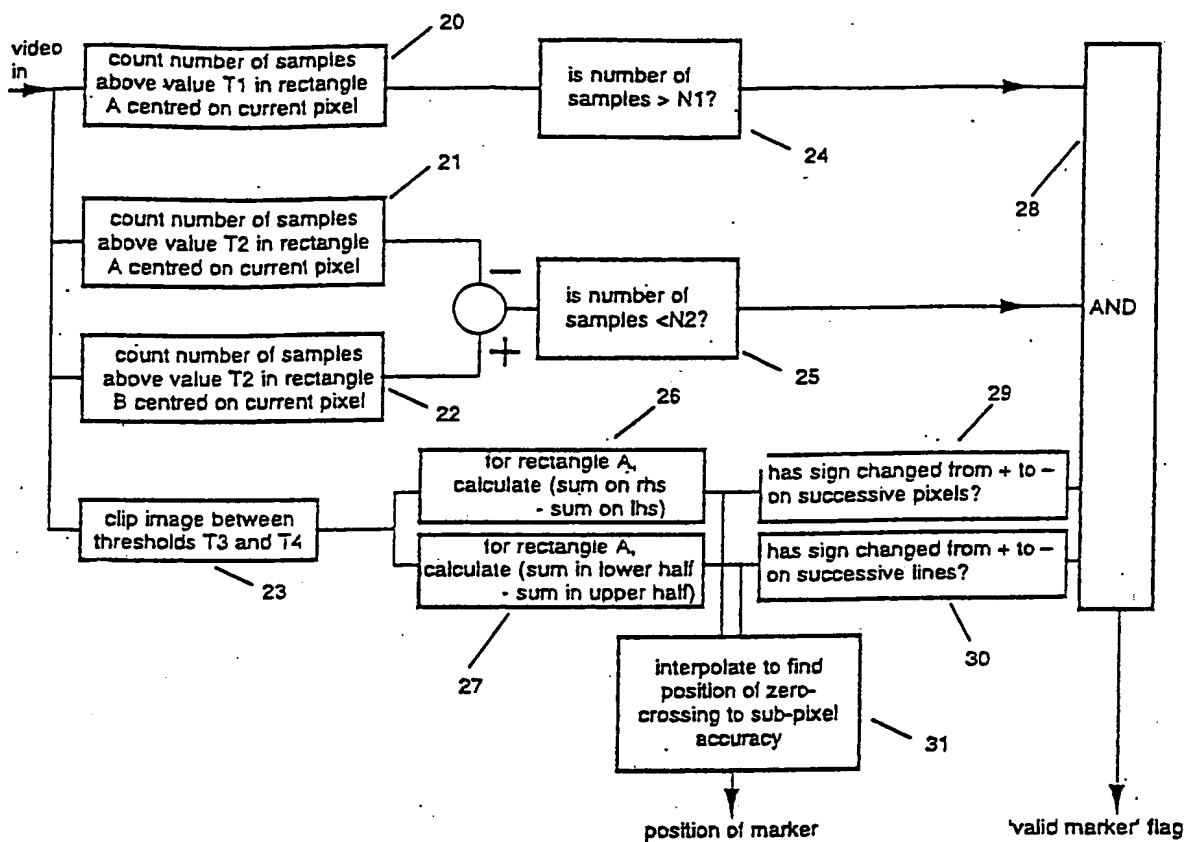 video
in
20
count number of samples
above value T1 in rectangle
A centred on current pixel
is number of
samples > N1?
24
28
21
count number of samples
above value T2 in rectangle
A centred on current pixel
−
is number of
samples <N2?
25
AND
+
count number of samples
above value T2 in rectangle
B centred on current pixel
22
26
29
for rectangle A,
calculate (sum on rhs
- sum on lhs)
has sign changed from + to −
on successive pixels?
clip image between
thresholds T3 and T4
23
for rectangle A,
calculate (sum in lower half
- sum in upper half)
27
has sign changed from + to −
on successive lines?
30
interpolate to find
position of zero-
crossing to sub-pixel
accuracy
31
position of marker
'valid marker' flag